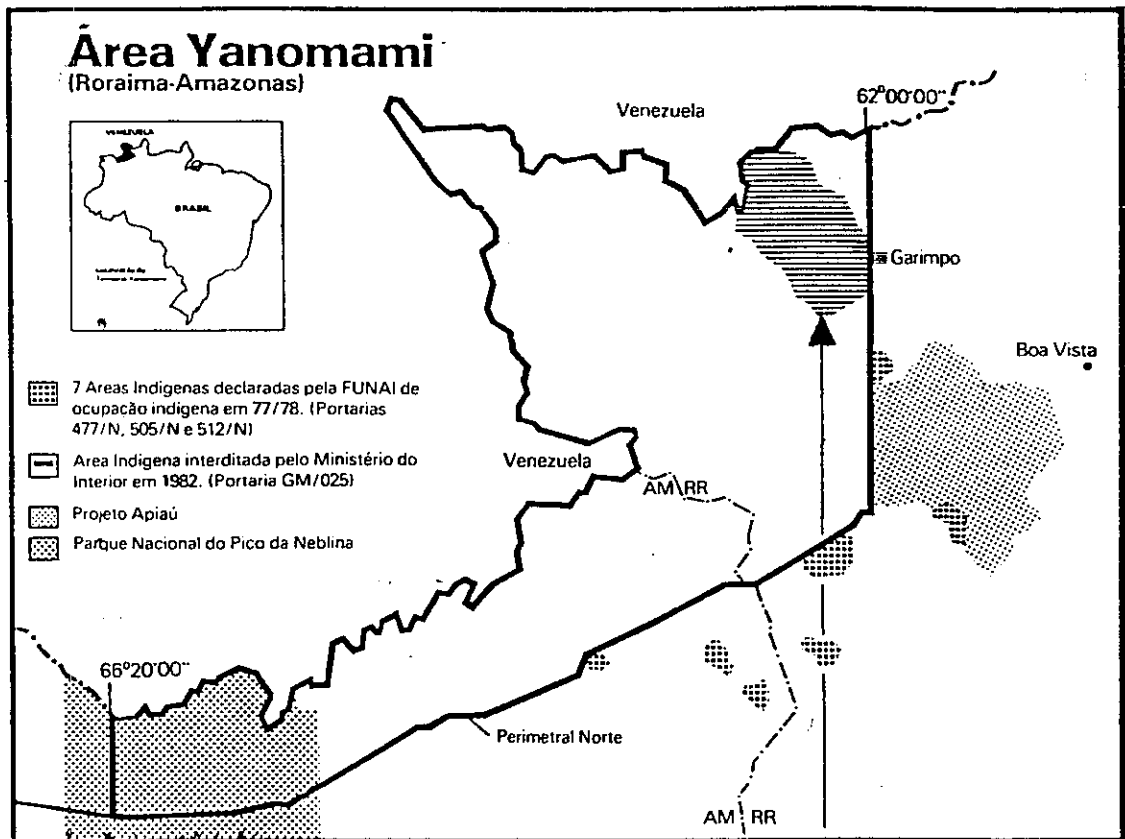 Área Yanomami
(Roraima-Amazonas)
VENEZUELA
BRASIL
7 Areas Indigenas declaradas pela FUNAI de
ocupação indigena em 77/78. (Portarias
477/N, 505/N e 512/N)
Area Indigena interditada pelo Ministério do
Interior em 1982. (Portaria GM/025)
Projeto Apiaú
Parque Nacional do Pico da Neblina
Venezuela
62°00'00"
Garimpo
Boa Vista
Venezuela
AM RR
66°20'00"
Perimetral Norte
AM RR